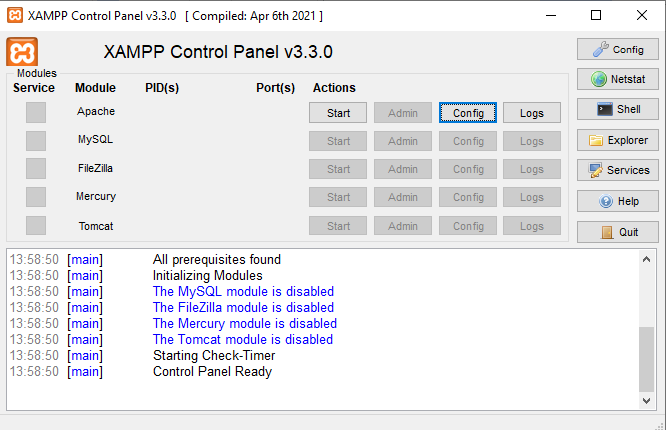 XAMPP Control Panel v3.3.0 [ Compiled: Apr 6th 2021 ]
XAMPP Control Panel v3.3.0
Config
Modules
Service Module PID(s) Port(s) Actions
Netstat
Apache Start Admin Config Logs
Shell
MySQL Start Admin Config Logs
Explorer
FileZilla Start Admin Config Logs
Services
Mercury Start Admin Config Logs
Help
Tomcat Start Admin Config Logs
Quit
13:58:50 [main] All prerequisites found
13:58:50 [main] Initializing Modules
13:58:50 [main] The MySQL module is disabled
13:58:50 [main] The FileZilla module is disabled
13:58:50 [main] The Mercury module is disabled
13:58:50 [main] The Tomcat module is disabled
13:58:50 [main] Starting Check-Timer
13:58:50 [main] Control Panel Ready